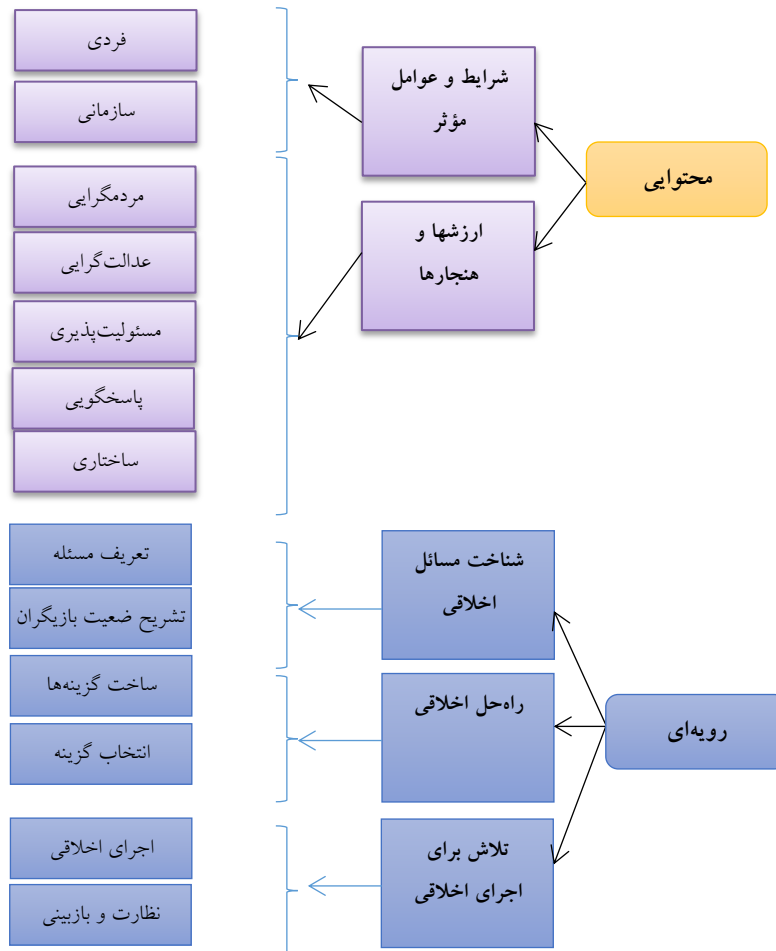 محتوایی
شرایط و عوامل
مؤثر
فردی
سازمانی
ارزشها و
هنجارها
مردمگرایی
عدالت‌گرایی
مسئولیت‌پذیری
پاسخگویی
ساختاری
رویه‌ای
شناخت مسائل
اخلاقی
تعریف مسئله
تشریح ضعیت بازیگران
راه‌حل اخلاقی
ساخت گزینه‌ها
انتخاب گزینه
تلاش برای
اجرای اخلاقی
اجرای اخلاقی
نظارت و بازبینی